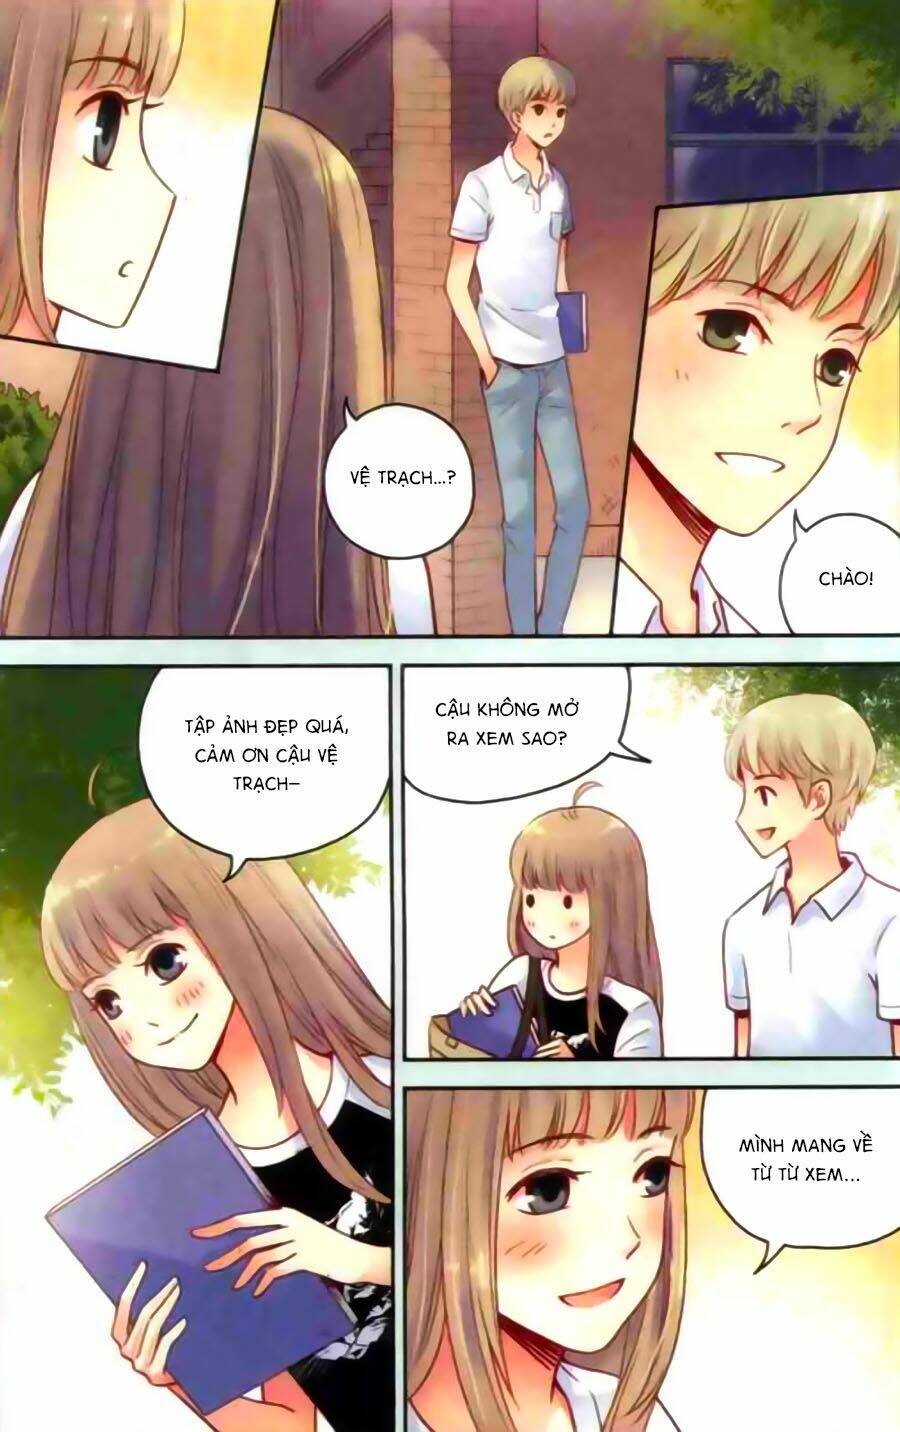 VỆ TRẠCH...?
CHÀO!
TẬP ẢNH ĐẸP QUÁ,
CẢM ƠN CẬU VỆ
TRẠCH~
CẬU KHÔNG MỞ
RA XEM SAO?
MÌNH MANG VỀ
TỪ TỪ XEM...